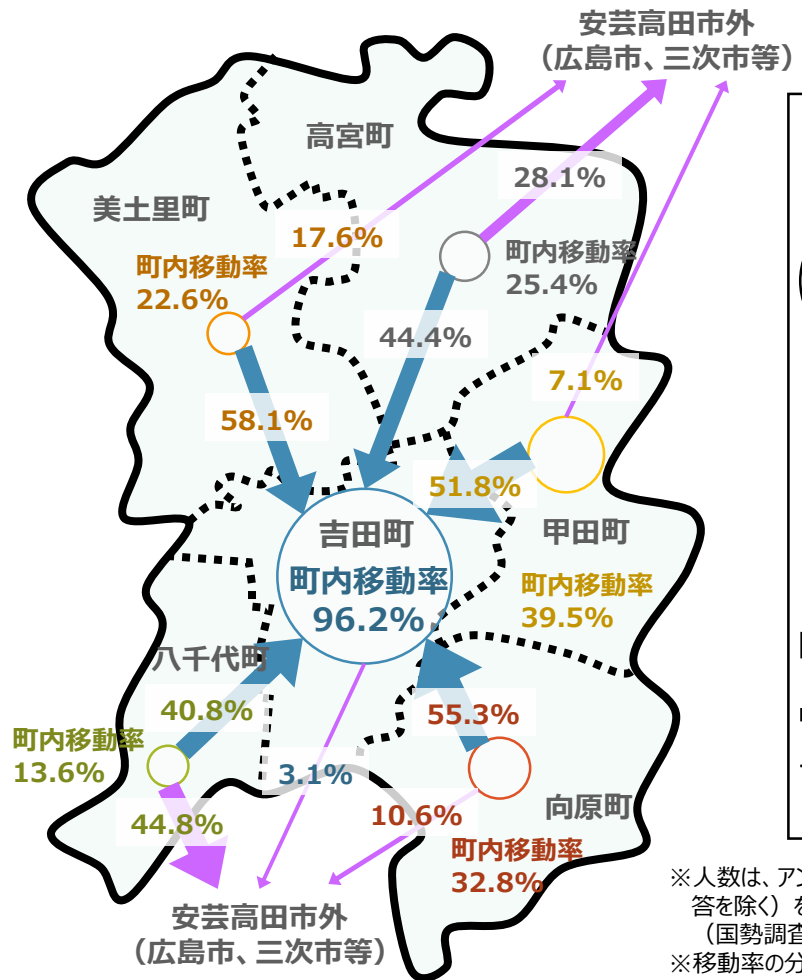 安芸高田市外
（広島市、三次市等）
高宮町
28.1%
美土里町
17.6%
町内移動率
22.6%
町内移動率
25.4%
44.4%
7.1%
58.1%
51.8%
吉田町
町内移動率
96.2%
甲田町
町内移動率
39.5%
八千代町
40.8%
55.3%
町内移動率
13.6%
3.1%
44.8%
10.6%
向原町
町内移動率
32.8%
安芸高田市外
（広島市、三次市等）
※人数は、アン
答を除く）を
（国勢調査
※移動率の分